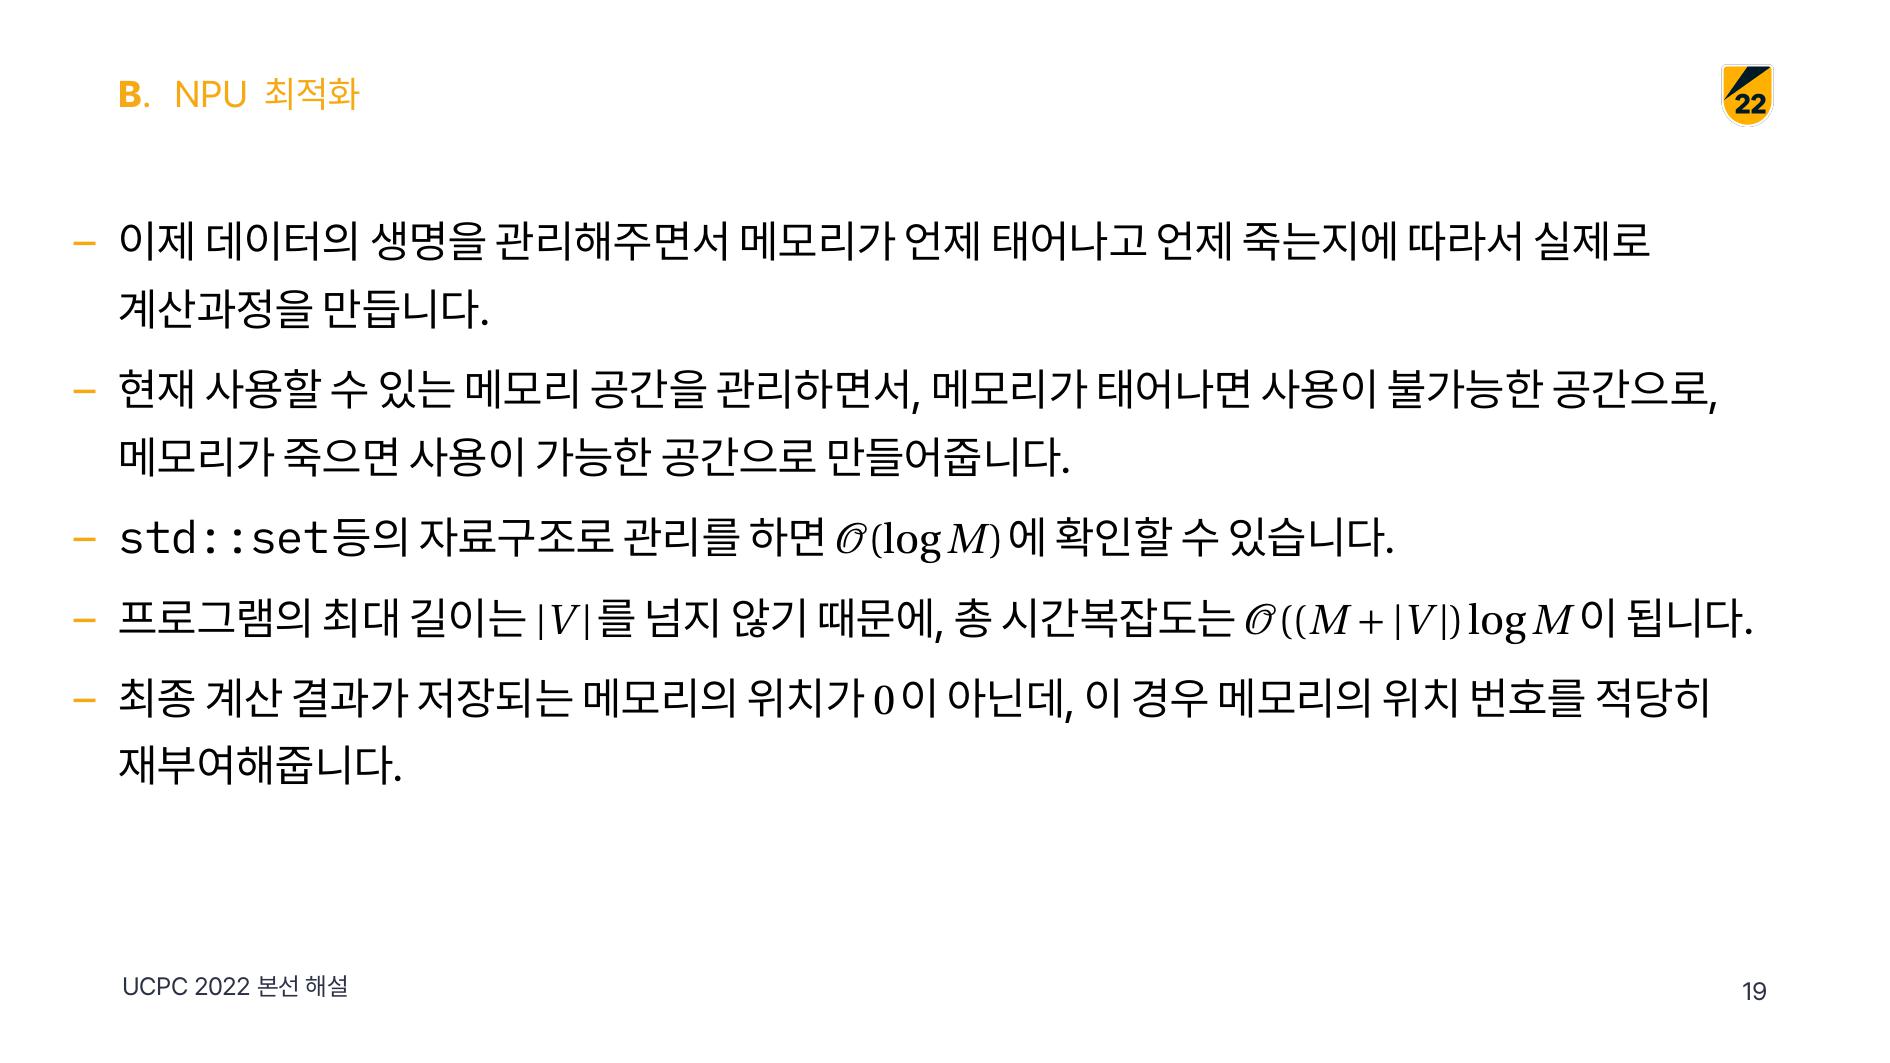 B. NPU 최적화
22
– 이제 데이터의 생명을 관리해주면서 메모리가 언제 태어나고 언제 죽는지에 따라서 실제로
계산과정을 만듭니다.
– 현재 사용할 수 있는 메모리 공간을 관리하면서, 메모리가 태어나면 사용이 불가능한 공간으로,
메모리가 죽으면 사용이 가능한 공간으로 만들어줍니다.
– std::set등의 자료구조로 관리를 하면 𝒪(log M)에 확인할 수 있습니다.
– 프로그램의 최대 길이는 |V|를 넘지 않기 때문에, 총 시간복잡도는 𝒪((M + |V|) log M이 됩니다.
– 최종 계산 결과가 저장되는 메모리의 위치가 0이 아닌데, 이 경우 메모리의 위치 번호를 적당히
재부여해줍니다.
UCPC 2022 본선 해설
19